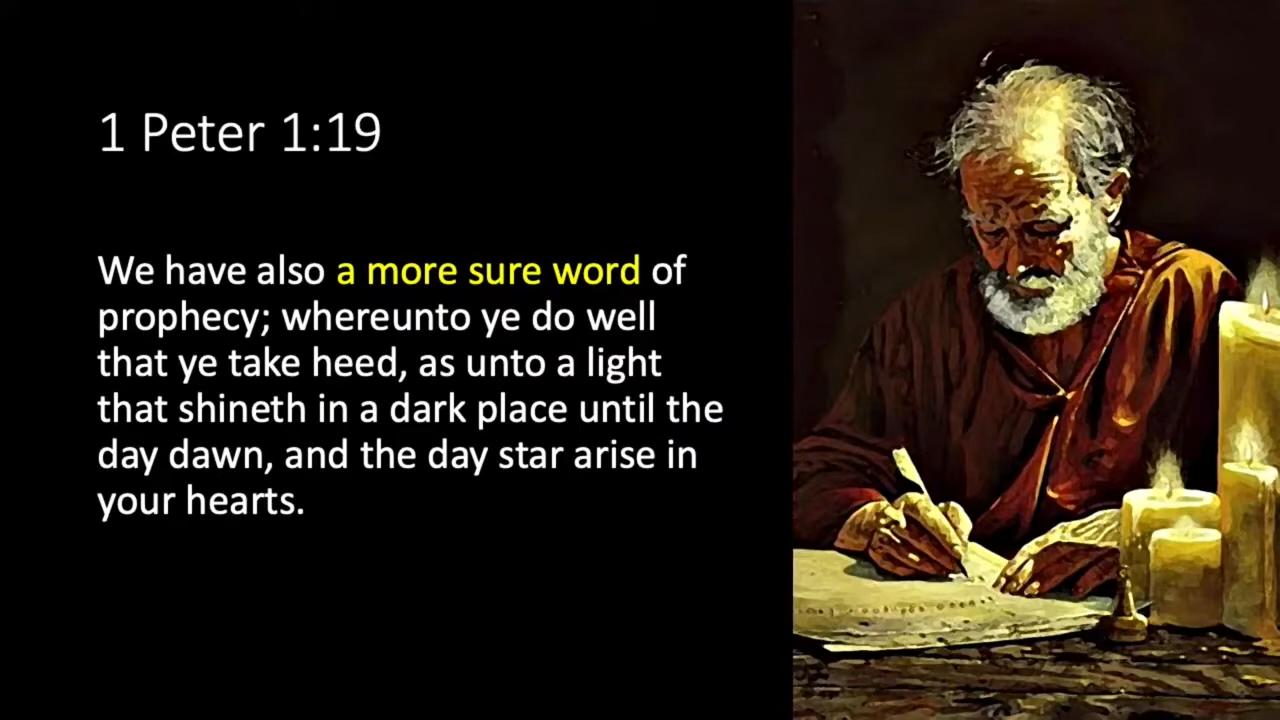 1 Peter 1:19
We have also a more sure word of
prophecy; whereunto ye do well
that ye take heed, as unto a light
that shineth in a dark place until the
day dawn, and the day star arise in
your hearts.